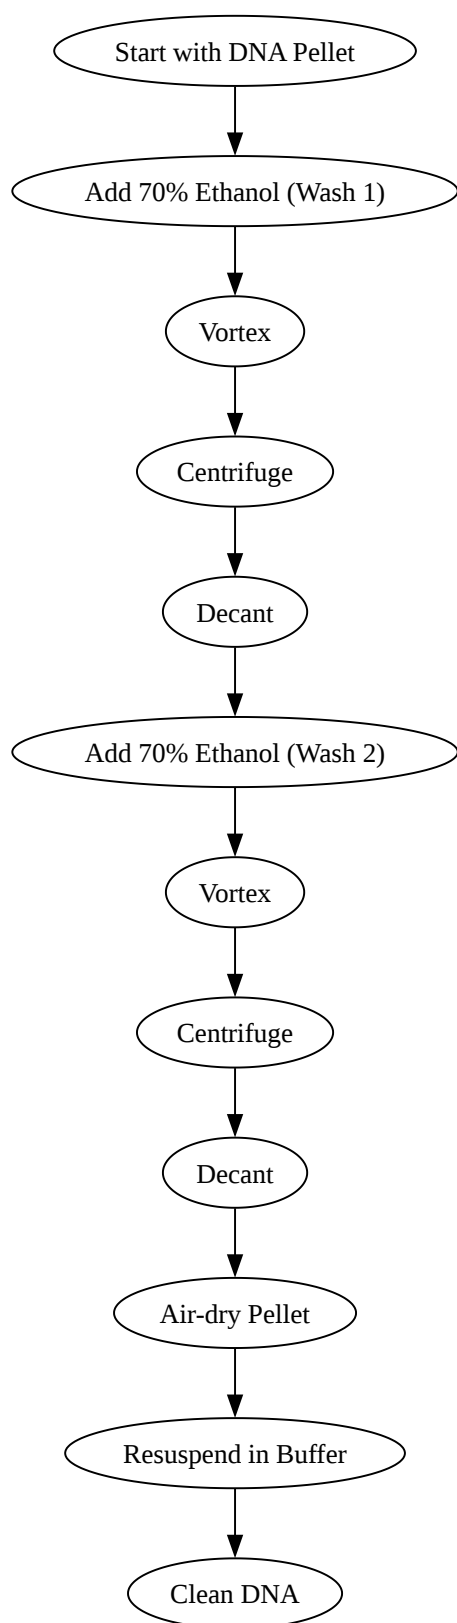 Start with DNA Pellet
Add 70% Ethanol (Wash 1)
Vortex
Centrifuge
Decant
Add 70% Ethanol (Wash 2)
Vortex
Centrifuge
Decant
Air-dry Pellet
Resuspend in Buffer
Clean DNA